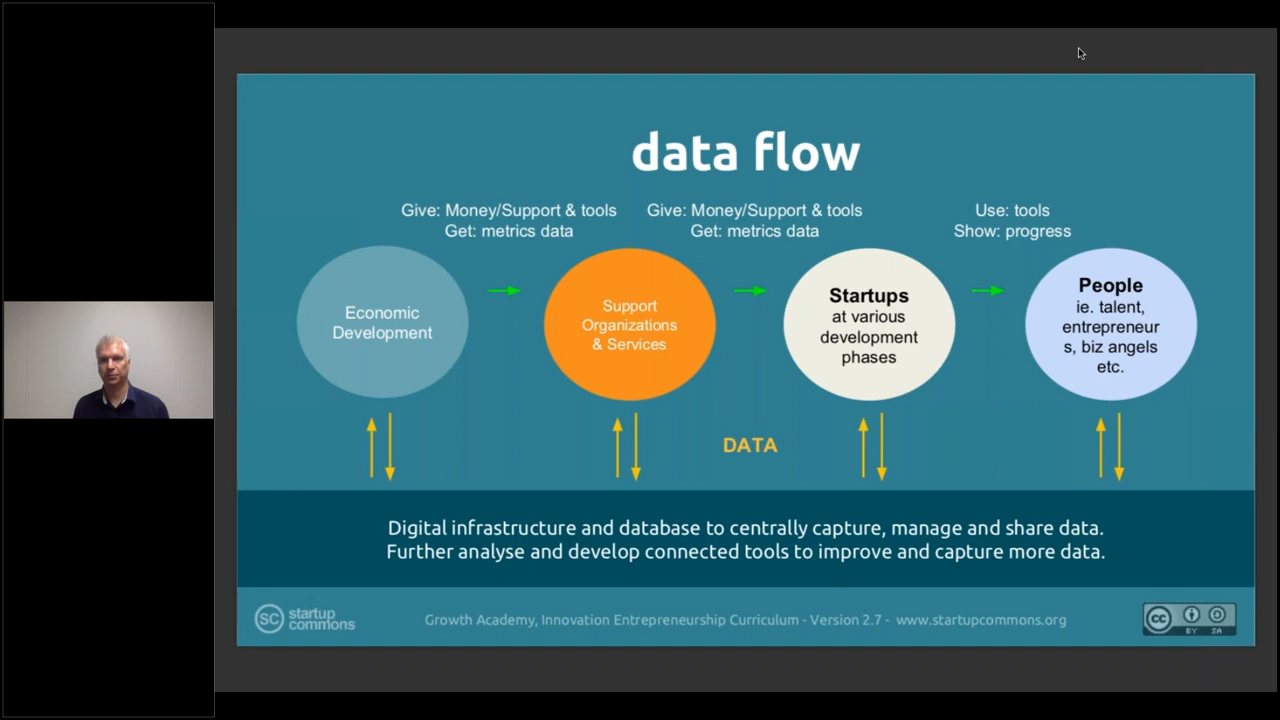 data flow
Give: Money/Support & tools
Get: metrics data
Give: Money/Support & tools
Get: metrics data
Use: tools
Show: progress
Economic
Development
Support
Organizations
& Services
Startups
at various
development
phases
People
ie. talent,
entrepreneur
s, biz angels
etc.
DATA
Digital infrastructure and database to centrally capture, manage and share data.
Further analyse and develop connected tools to improve and capture more data.
SC startup
commons
Growth Academy, Innovation Entrepreneurship Curriculum - Version 2.7 - www.startupcommons.org
cc
BY SA